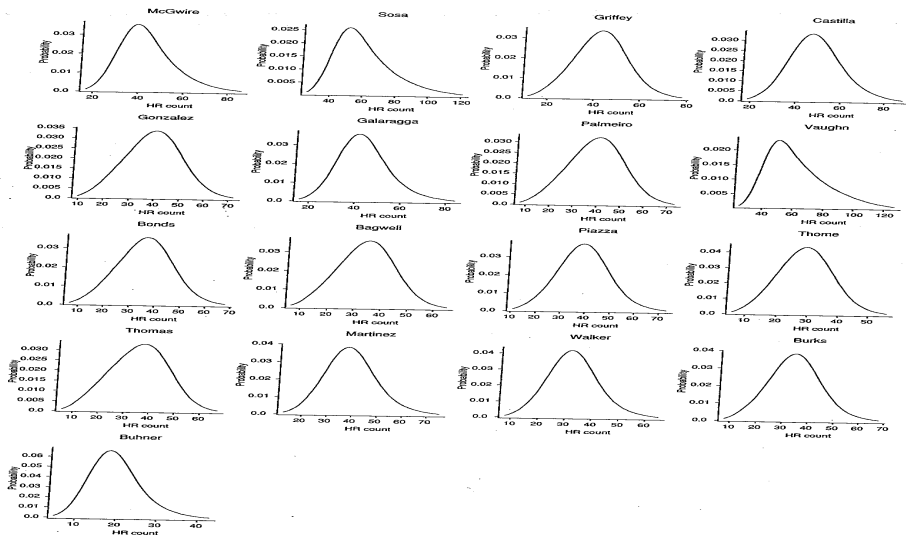 McGwire
Probability
0.03
0.02
0.01
0.0
20 40 60 80
HR count
Sosa
Probability
0.025
0.020
0.015
0.010
0.005
40 60 80 100 120
HR count
Griffey
Probability
0.03
0.02
0.01
0.0
20 40 60 80
HR count
Castilla
Probability
0.030
0.025
0.020
0.015
0.010
0.005
0.0
20 40 60 80
HR count
Gonzalez
Probability
0.035
0.030
0.025
0.020
0.015
0.010
0.005
0.0
10 20 30 40 50 60 70
HR count
Galaragga
Probability
0.03
0.02
0.01
0.0
20 40 60 80
HR count
Palmeiro
Probability
0.030
0.025
0.020
0.015
0.010
0.005
0.0
10 20 30 40 50 60 70
HR count
Vaughn
Probability
0.020
0.015
0.010
0.005
40 60 80 100 120
HR count
Bonds
Probability
0.03
0.02
0.01
0.0
10 20 30 40 50 60 70
HR count
Bagwell
Probability
0.03
0.02
0.01
0.0
10 20 30 40 50 60
HR count
Piazza
Probability
0.03
0.02
0.01
0.0
10 20 30 40 50 60 70
HR count
Thome
Probability
0.04
0.03
0.02
0.01
0.0
10 20 30 40 50
HR count
Thomas
Probability
0.030
0.025
0.020
0.015
0.010
0.005
0.0
10 20 30 40 50 60
HR count
Martinez
Probability
0.04
0.03
0.02
0.01
0.0
20 30 40 50 60 70
HR count
Walker
Probability
0.04
0.03
0.02
0.01
0.0
10 20 30 40 50 60
HR count
Burks
Probability
0.04
0.03
0.02
0.01
0.0
10 20 30 40 50 60 70
HR count
Buhner
Probability
0.06
0.05
0.04
0.03
0.02
0.01
0.0
10 20 30 40
HR count